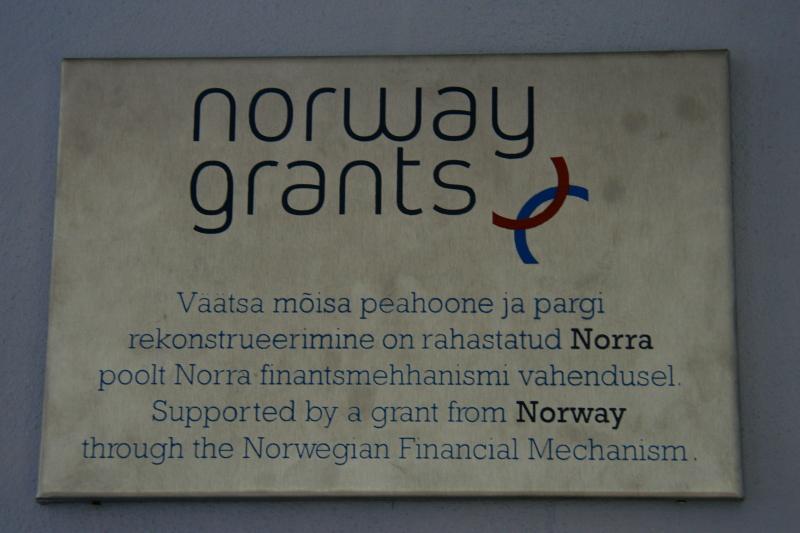 norway
grants
Väätsa mõisa peahoone ja pargi
rekonstrueerimine on rahastatud Norra
poolt Norra finantsmehhanismi vahendusel.
Supported by a grant from Norway
through the Norwegian Financial Mechanism.